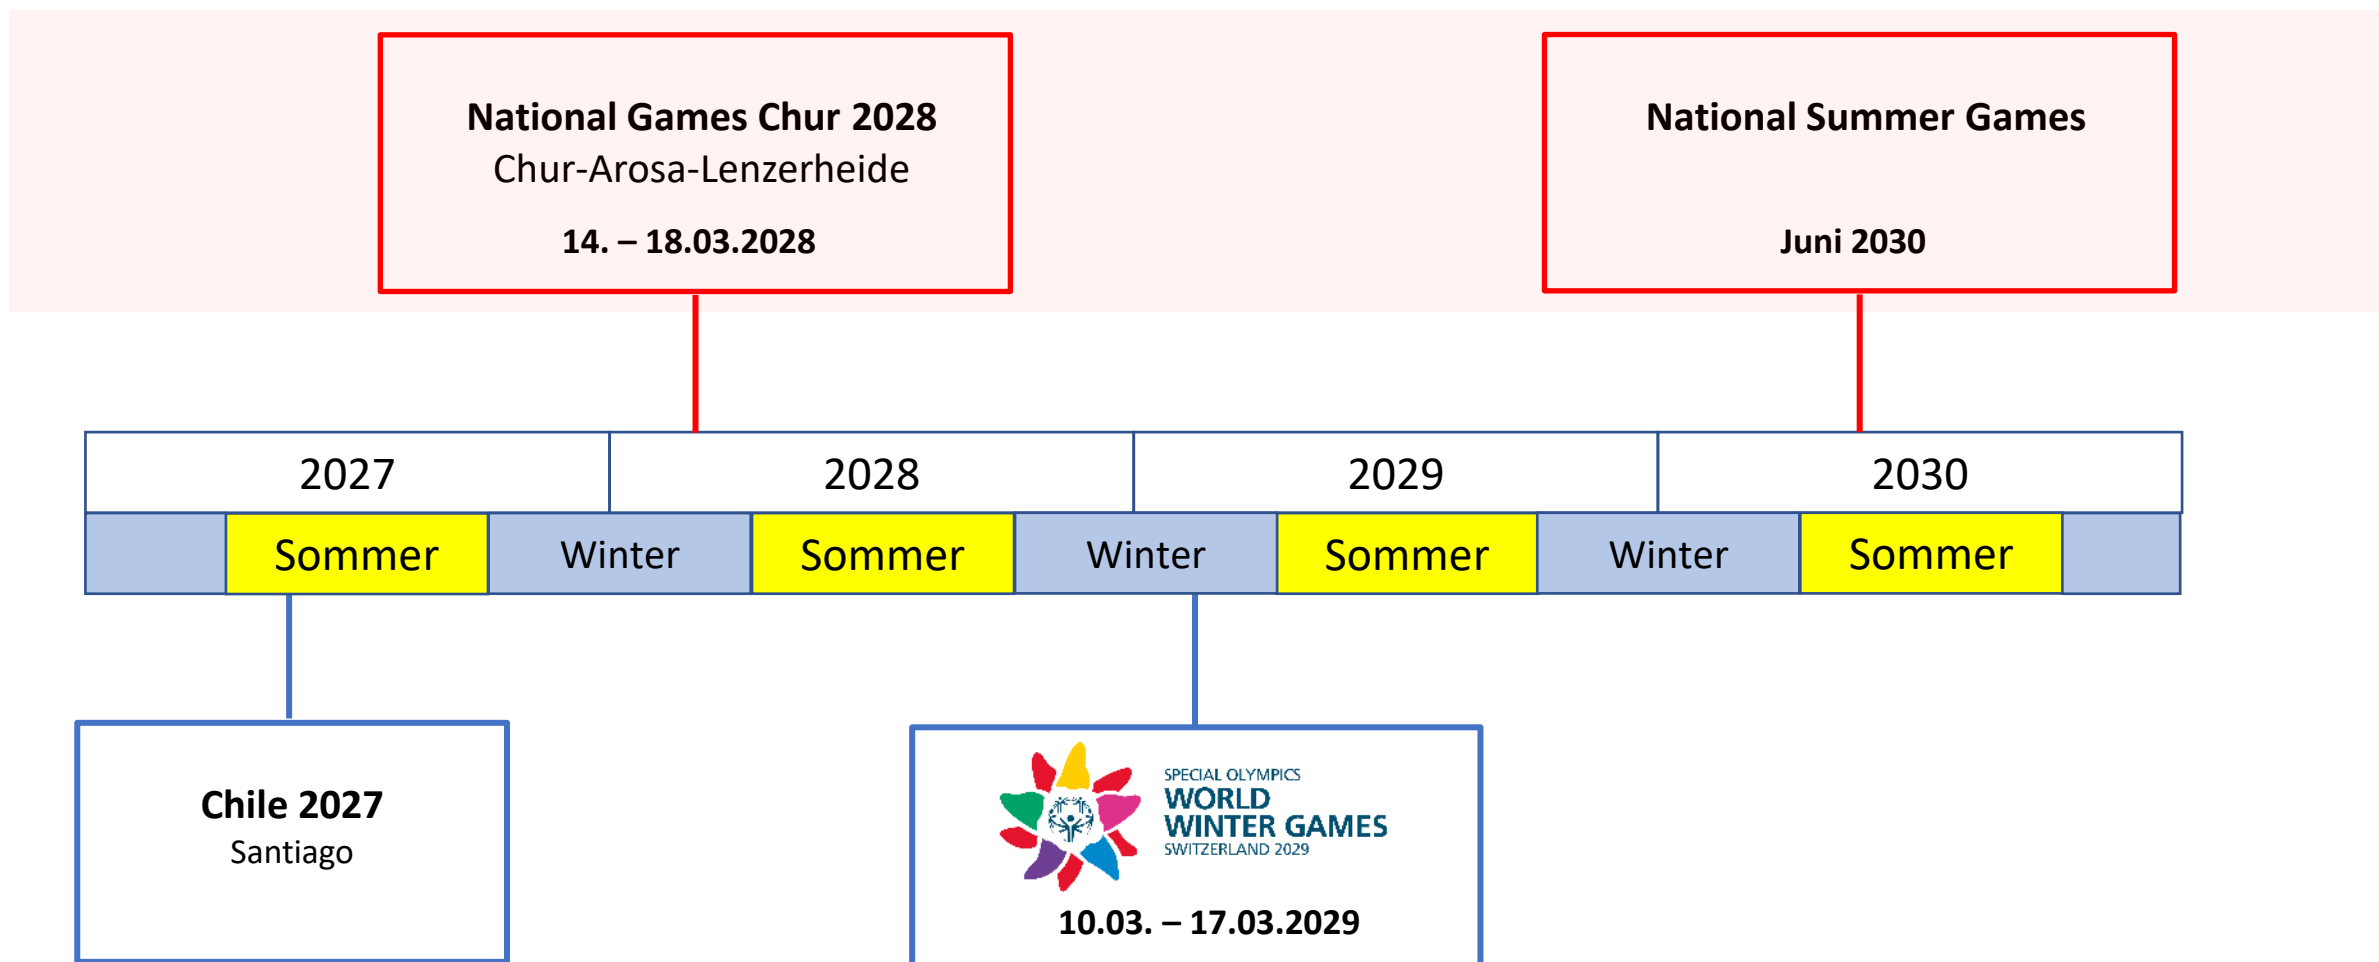 National Games Chur 2028
Chur-Arosa-Lenzerheide
14. – 18.03.2028
National Summer Games
Juni 2030
2027 2028 2029 2030
Sommer Winter Sommer Winter Sommer Winter Sommer
Chile 2027
Santiago
SPECIAL OLYMPICS
WORLD
WINTER GAMES
SWITZERLAND 2029
10.03. – 17.03.2029